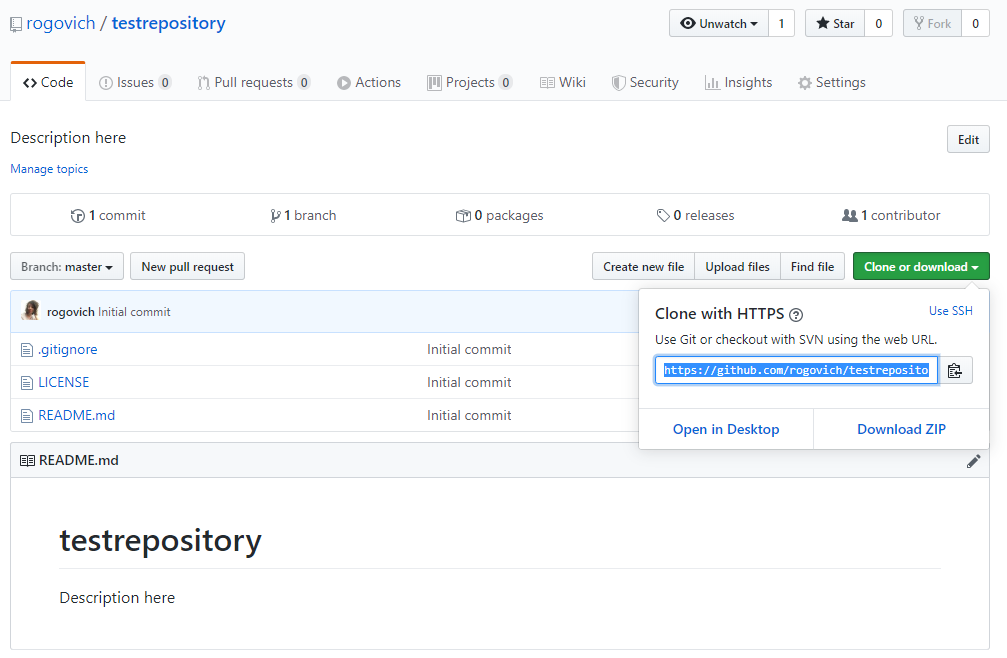 rogovich / testrepository
Unwatch 1 Star 0 Fork 0
Code Issues 0 Pull requests 0 Actions Projects 0 Wiki Security Insights Settings
Description here
Edit
Manage topics
1 commit 1 branch 0 packages 0 releases 1 contributor
Branch: master New pull request Create new file Upload files Find file Clone or download
rogovich Initial commit
Clone with HTTPS ?
Use SSH
Use Git or checkout with SVN using the web URL.
https://github.com/rogovich/testreposito
Open in Desktop Download ZIP
.gitignore Initial commit
LICENSE Initial commit
README.md Initial commit
README.md
testrepository
Description here